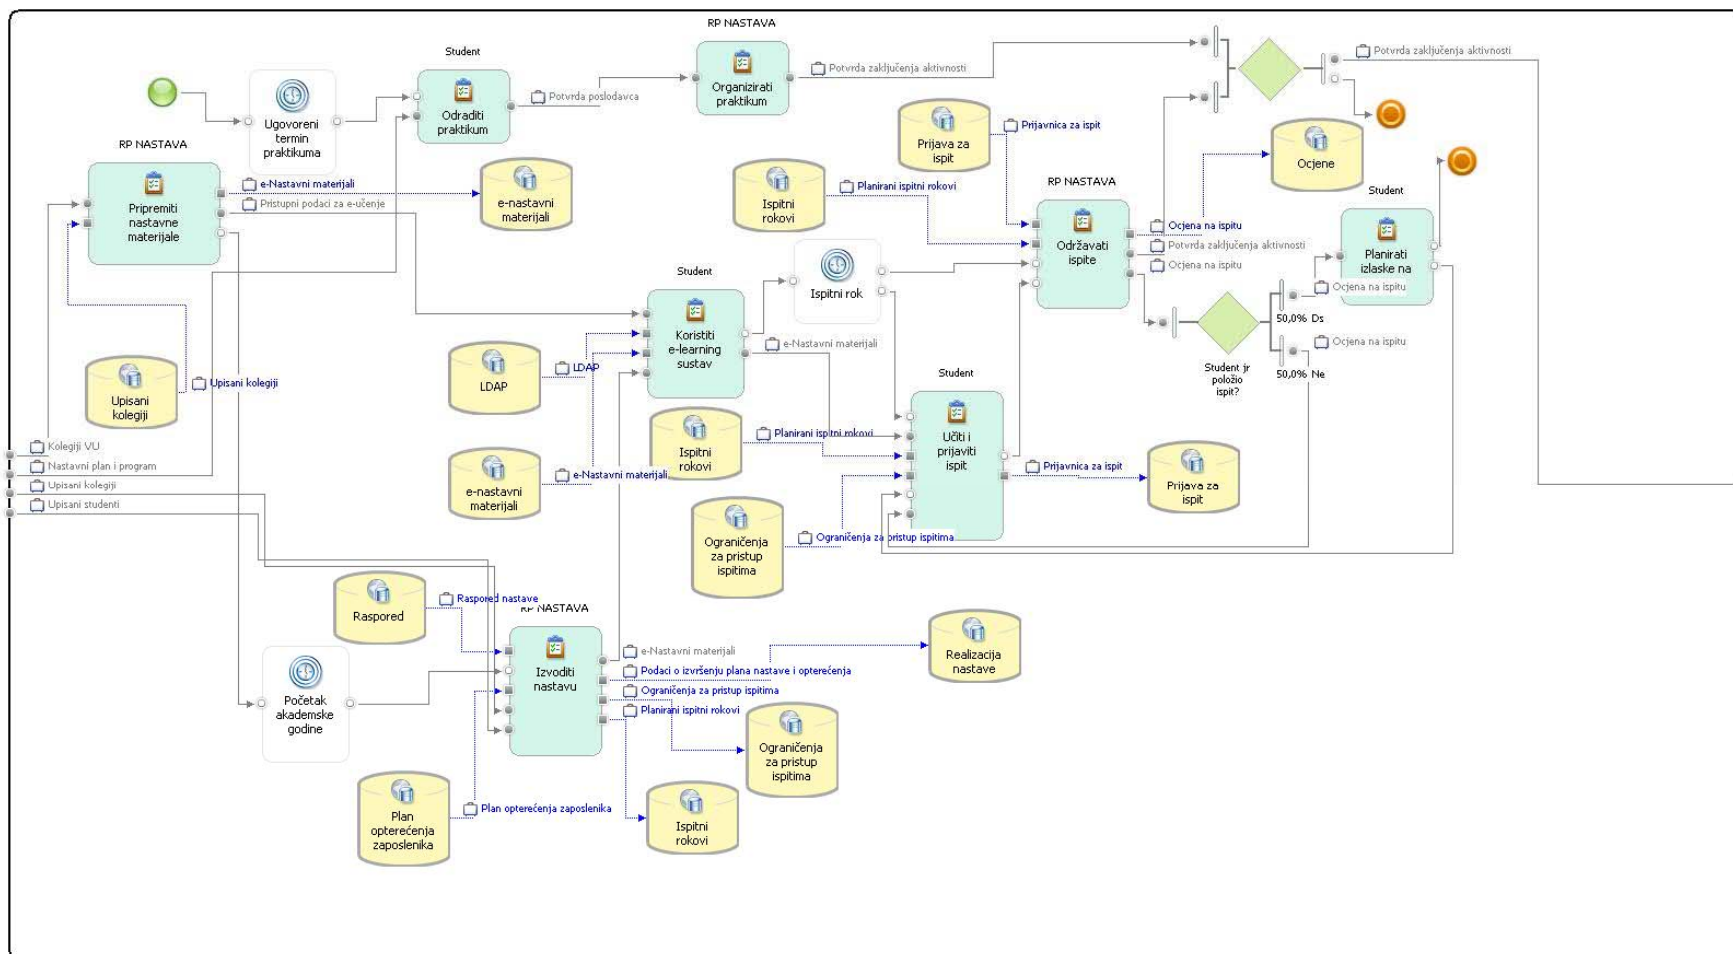 RP NASTAVA
Student
Organizirati
praktikum
Potvrda zaključenja aktivnosti
Potvrda zaključenja aktivnosti
Ugovoreni
termin
praktikuma
Odraditi
praktikum
Potvrda poslodavca
Prijava za
ispit
Prijavnica za ispit
Ocjene
RP NASTAVA
Pripremiti
nastavne
materijale
e-Nastavni materijali
Pristupni podaci za e-učenje
e-nastavni
materijali
Ispitni
rokovi
Planirani ispitni rokovi
RP NASTAVA
Održavati
ispite
Ocjena na ispitu
Potvrda zaključenja aktivnosti
Ocjena na ispitu
Student
Planirati
izlaske na
Ocjena na ispitu
50,0% Da
Ocjena na ispitu
50,0% Ne
Student jr
položio
ispit?
Student
Koristiti
e-learning
sustav
Ispitni rok
e-Nastavni materijali
LDAP
LDAP
Upisani
kolegiji
Upisani kolegiji
Kolegiji VU
Nastavni plan i program
Upisani kolegiji
Upisani studenti
e-nastavni
materijali
e-Nastavni materijali
Ispitni
rokovi
Planirani ispitni rokovi
Student
Učiti i
prijaviti
ispit
Prijavnica za ispit
Prijava za
ispit
Ograničenja
za pristup
ispitima
Ograničenja za pristup ispitima
Raspored
Raspored nastave
RP NASTAVA
Izvoditi
nastavu
e-Nastavni materijali
Podaci o izvršenju plana nastave i opterećenja
Ograničenja za pristup ispitima
Planirani ispitni rokovi
Realizacija
nastave
Početak
akademske
godine
Ograničenja
za pristup
ispitima
Plan
opterećenja
zaposlenika
Plan opterećenja zaposlenika
Ispitni
rokovi